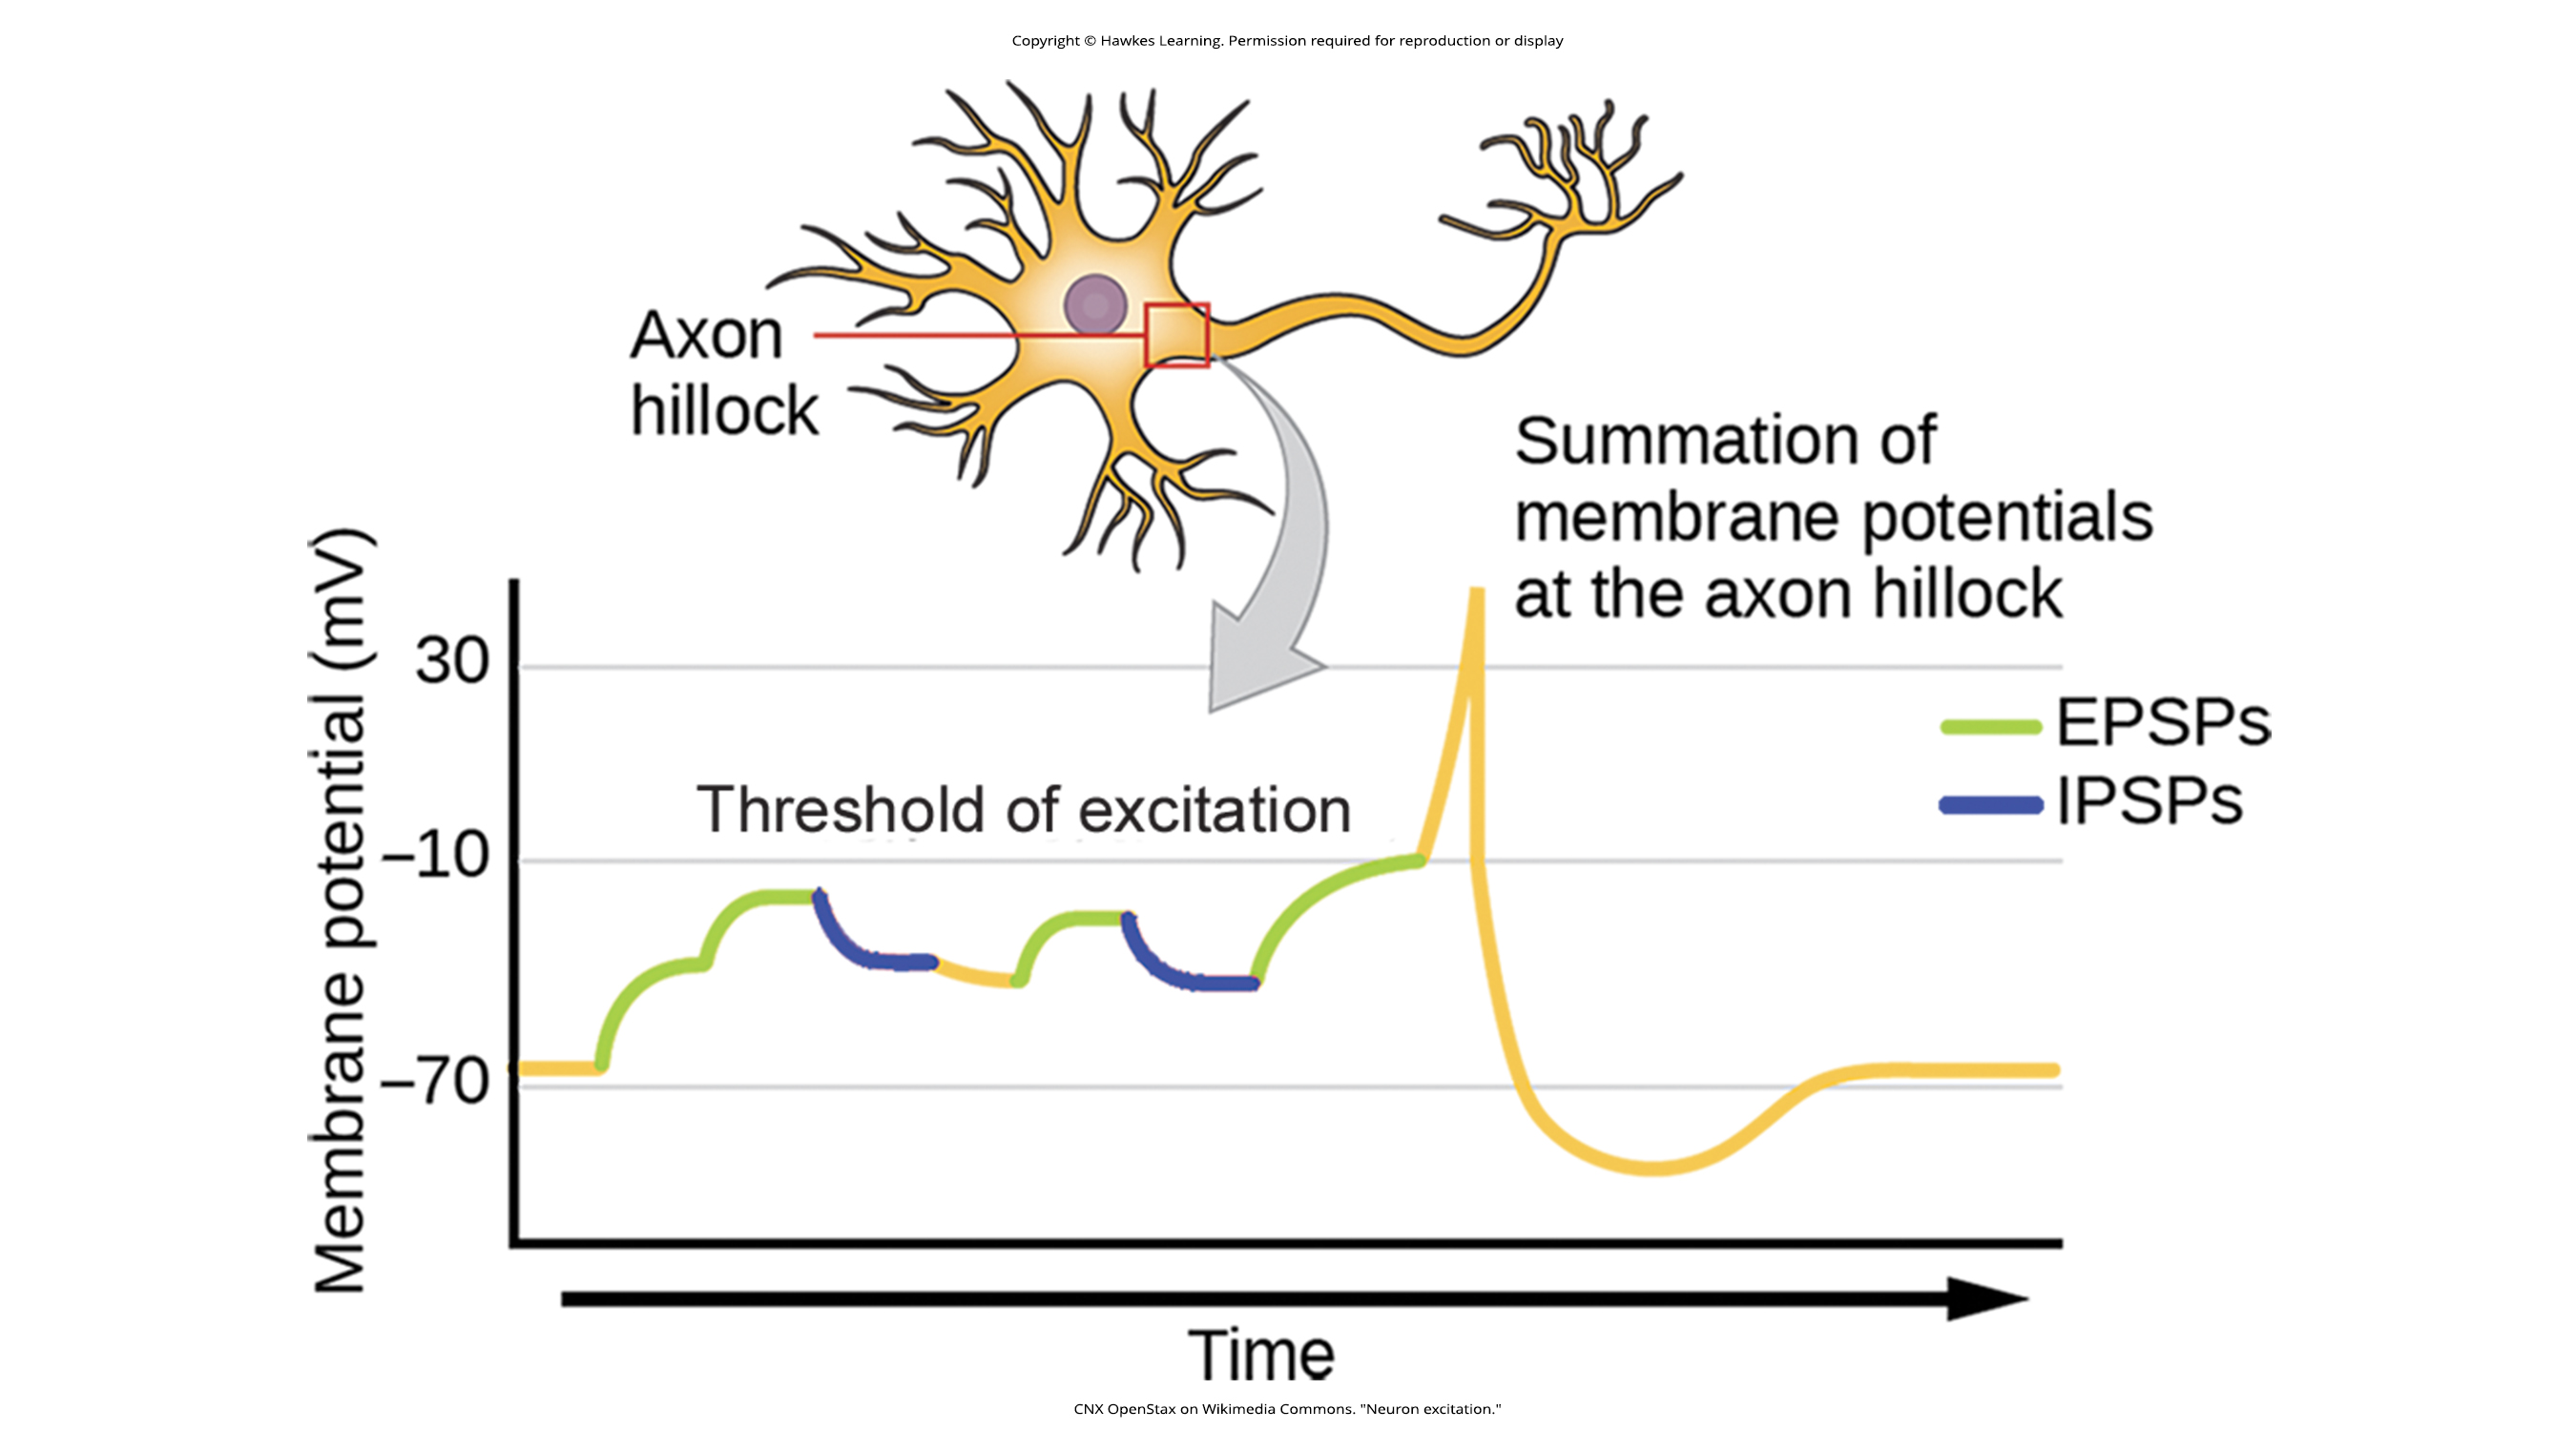 Copyright © Hawkes Learning. Permission required for reproduction or display
Axon
hillock
Summation of
membrane potentials
at the axon hillock
Membrane potential (mV)
30
–10
–70
Threshold of excitation
EPSPs
IPSPs
Time
CNX OpenStax on Wikimedia Commons. "Neuron excitation."